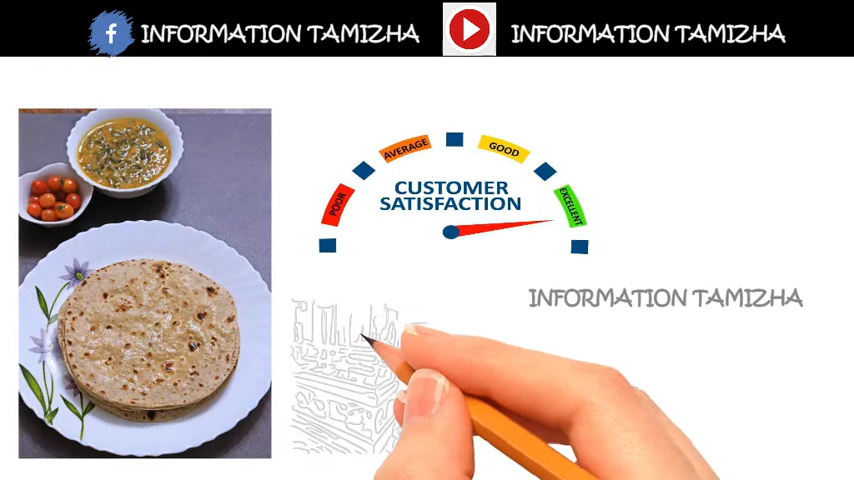 f INFORMATION TAMIZHA
INFORMATION TAMIZHA
POOR
AVERAGE
GOOD
EXCELLENT
CUSTOMER
SATISFACTION
INFORMATION TAMIZHA